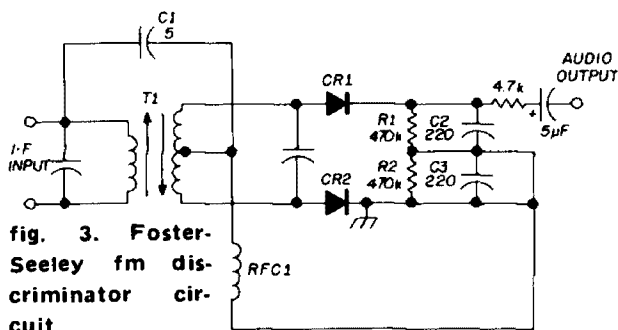 C1
5
T1
I-F
INPUT
CR1
CR2
R1
470k
R2
470k
C2
220
C3
220
4.7k
+
5µF
AUDIO
OUTPUT
RFC1
fig. 3. Foster-
Seeley fm dis-
criminator cir-
cuit